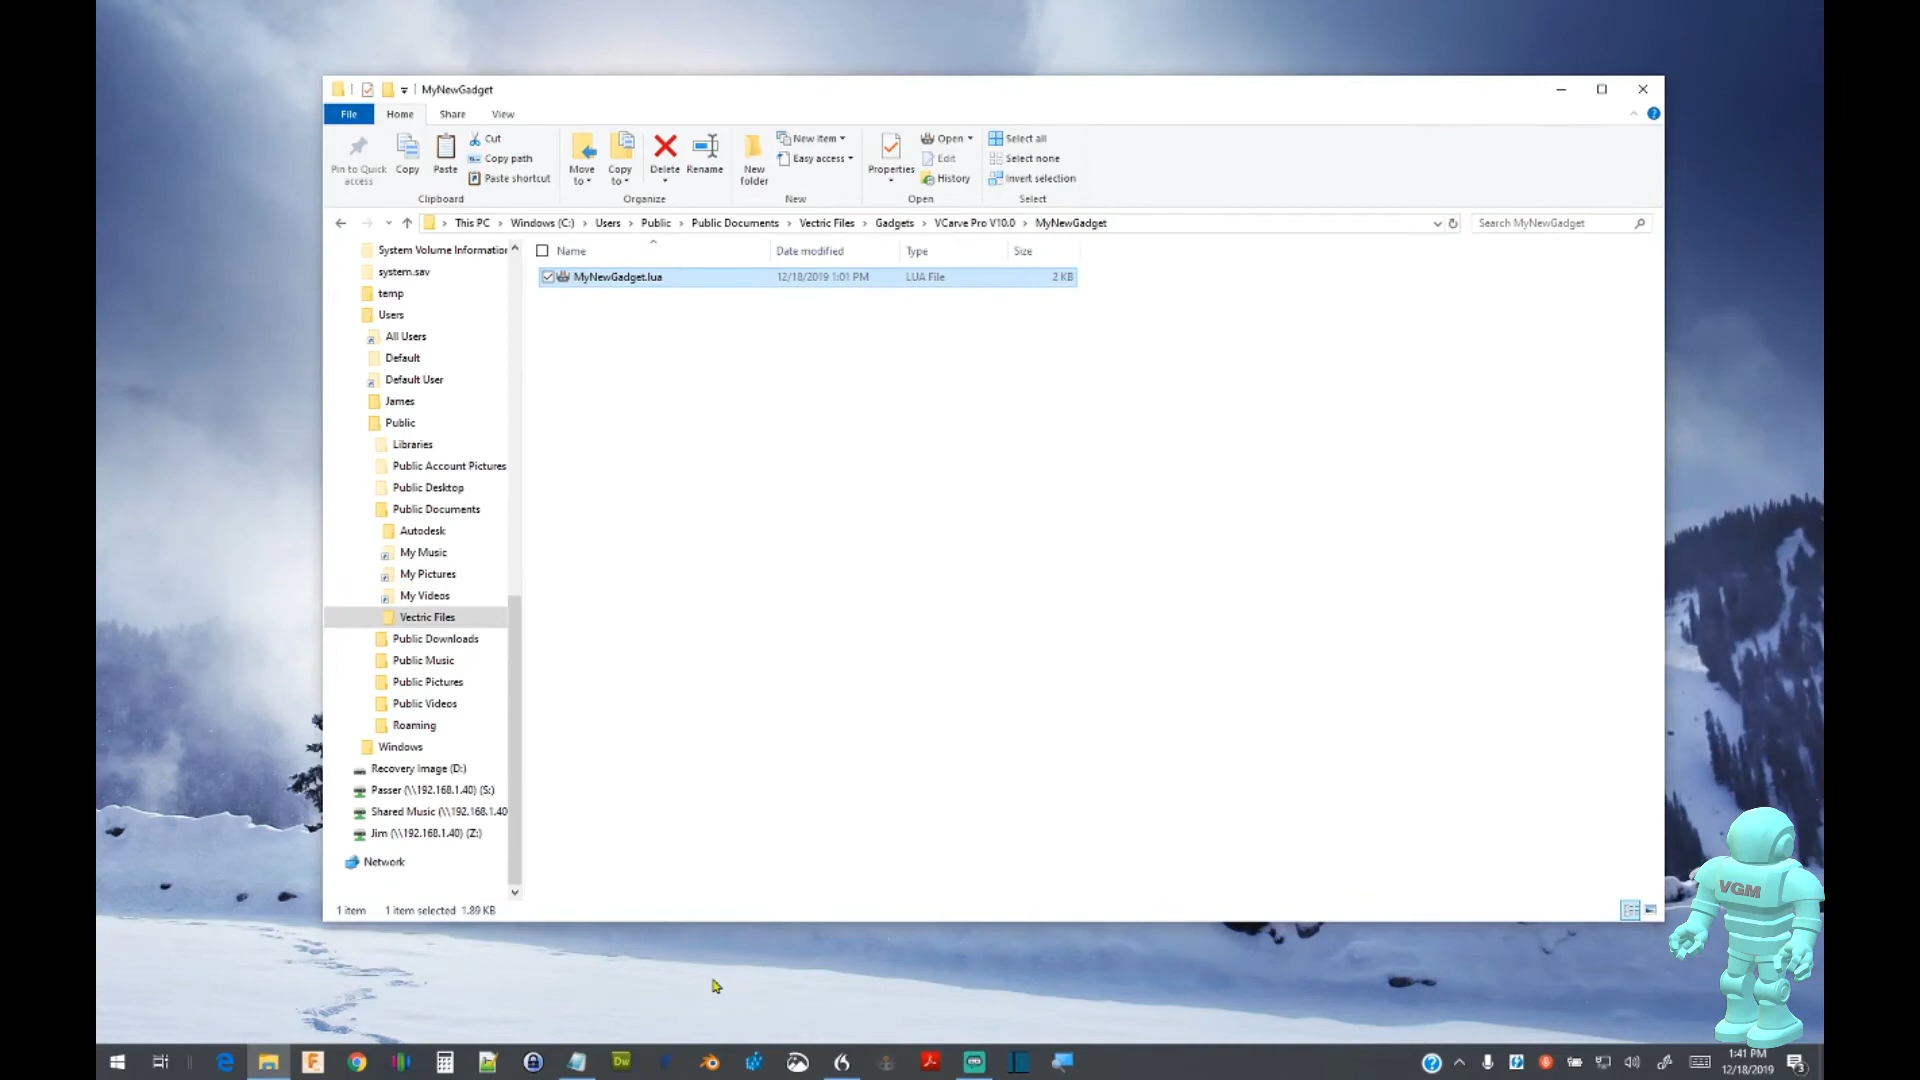 MyNewGadget
File Home Share View
Pin to Quick access
Copy
Paste
Cut
Copy path
Paste shortcut
Clipboard
Move to
Copy to
Delete
Rename
Organize
New folder
New item
Easy access
New
Properties
Open
Edit
History
Open
Select all
Select none
Invert selection
Select
This PC > Windows (C:) > Users > Public > Public Documents > Vectric Files > Gadgets > VCarve Pro V10.0 > MyNewGadget
Search MyNewGadget
Name Date modified Type Size
MyNewGadget.lua 12/18/2019 1:01 PM LUA File 2 KB
System Volume Information
system.sav
temp
Users
All Users
Default
Default User
James
Public
Libraries
Public Account Pictures
Public Desktop
Public Documents
Autodesk
My Music
My Pictures
My Videos
Vectric Files
Public Downloads
Public Music
Public Pictures
Public Videos
Roaming
Windows
Recovery Image (D:)
Passer (\\192.168.1.40) (S:)
Shared Music (\\192.168.1.40
Jim (\\192.168.1.40) (Z:)
Network
1 item 1 item selected 1.89 KB
VGM
Dw
1:41 PM
12/18/2019
3